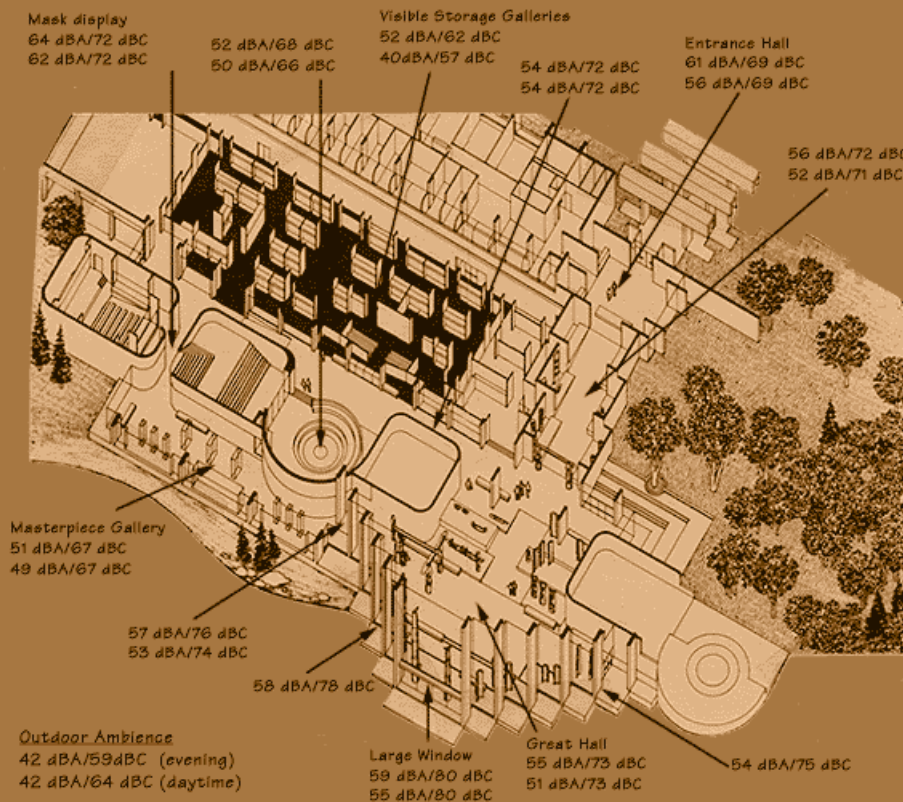 Mask display
64 dBA/72 dBC
62 dBA/72 dBC
52 dBA/68 dBC
50 dBA/66 dBC
Visible Storage Galleries
52 dBA/62 dBC
40dBA/57 dBC
54 dBA/72 dBC
54 dBA/72 dBC
Entrance Hall
61 dBA/69 dBC
56 dBA/69 dBC
56 dBA/72 dBC
52 dBA/71 dBC
Masterpiece Gallery
51 dBA/67 dBC
49 dBA/67 dBC
57 dBA/76 dBC
53 dBA/74 dBC
58 dBA/78 dBC
Outdoor Ambience
42 dBA/59dBC (evening)
42 dBA/64 dBC (daytime)
Large Window
59 dBA/80 dBC
55 dBA/80 dBC
Great Hall
55 dBA/73 dBC
51 dBA/73 dBC
54 dBA/75 dBC